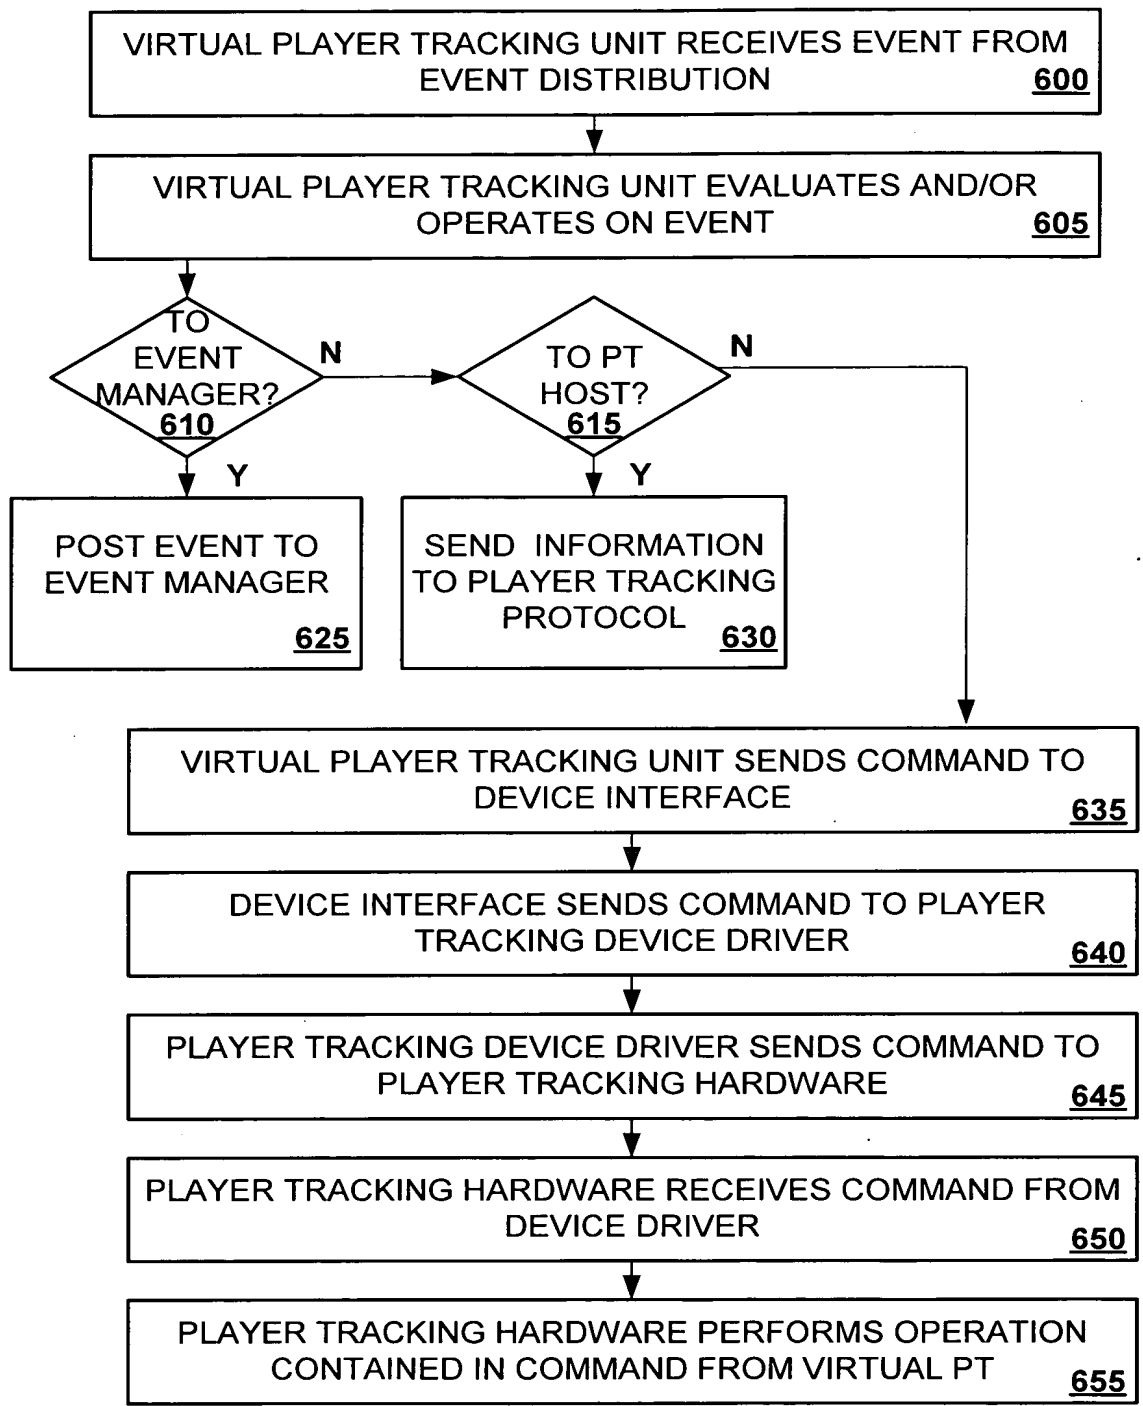 VIRTUAL PLAYER TRACKING UNIT RECEIVES EVENT FROM
EVENT DISTRIBUTION
600
VIRTUAL PLAYER TRACKING UNIT EVALUATES AND/OR
OPERATES ON EVENT
605
TO
EVENT
MANAGER?
610
N
Y
TO PT
HOST?
615
N
Y
POST EVENT TO
EVENT MANAGER
625
SEND INFORMATION
TO PLAYER TRACKING
PROTOCOL
630
VIRTUAL PLAYER TRACKING UNIT SENDS COMMAND TO
DEVICE INTERFACE
635
DEVICE INTERFACE SENDS COMMAND TO PLAYER
TRACKING DEVICE DRIVER
640
PLAYER TRACKING DEVICE DRIVER SENDS COMMAND TO
PLAYER TRACKING HARDWARE
645
PLAYER TRACKING HARDWARE RECEIVES COMMAND FROM
DEVICE DRIVER
650
PLAYER TRACKING HARDWARE PERFORMS OPERATION
CONTAINED IN COMMAND FROM VIRTUAL PT
655